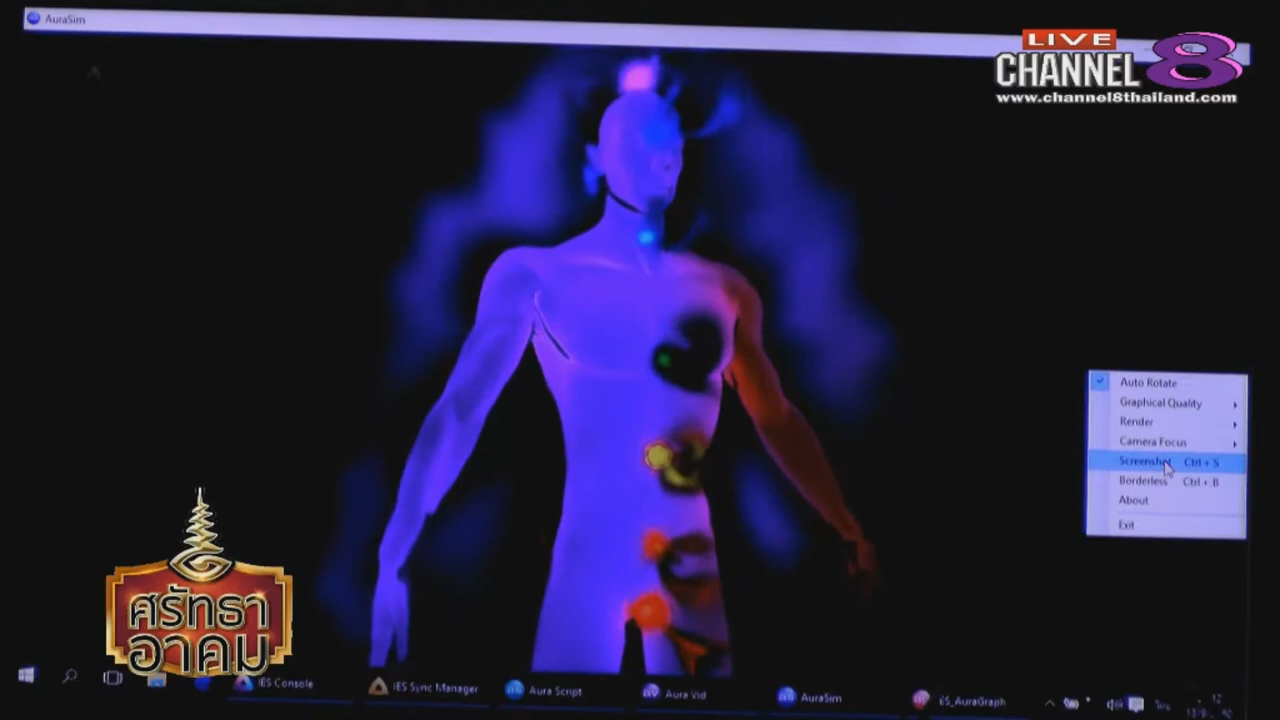 AuraSim
LIVE
CHANNEL 8
www.channel8thailand.com
Auto Rotate
Graphical Quality
Render
Camera Focus
Screenshot Ctrl + S
Borderless Ctrl + B
About
Exit
ศรัทธา
อาคม
IES Console
IES Sync Manager
Aura Script
Aura Vid
AuraSim
ES_AuraGraph